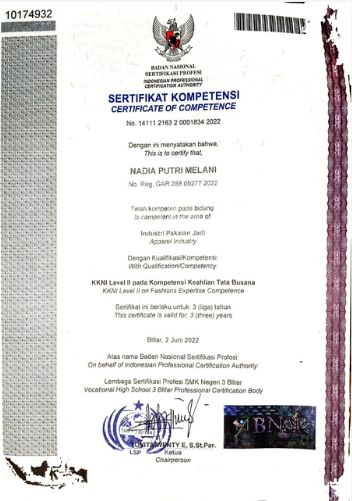 10174932
BADAN NASIONAL
SERTIFIKASI PROFESI
INDONESIAN PROFESSIONAL
CERTIFICATION AUTHORITY
SERTIFIKAT KOMPETENSI
CERTIFICATE OF COMPETENCE
No. 14111 2163 2 0001834 2022
Dengan ini menyatakan bahwa,
This is to certify that,
NADIA PUTRI MELANI
No. Reg. GAR 288 09277 2022
Telah kompeten pada bidang
Is competent in the area of
Industri Pakaian Jadi
Apparel Industry
Dengan Kualifikasi/Kompetensi:
With Qualification/Competency:
KKNI Level II pada Kompetensi Keahlian Tata Busana
KKNI Level II on Fashions Expertise Competence
Sertifikat ini berlaku untuk: 3 (tiga) tahun
This certificate is valid for: 3 (three) years
Blitar, 2 Juni 2022
Atas nama Badan Nasional Sertifikasi Profesi:
On behalf of Indonesian Professional Certification Authority:
Lembaga Sertifikasi Profesi SMK Negeri 3 Blitar
Vocational High School 3 Blitar Professional Certification Body
E, S.St.Par.
LSP Ketua
Chairperson